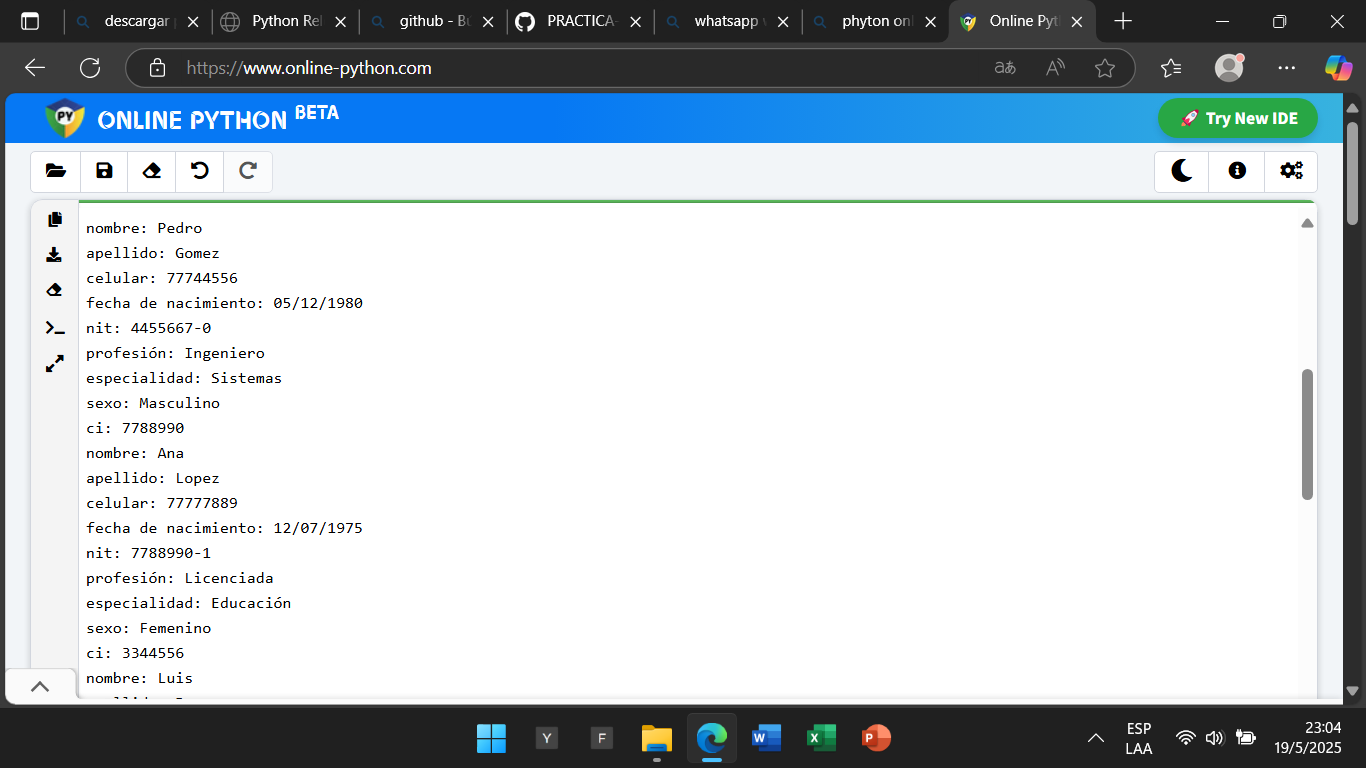 descargar
Python Rel
github - Bú
PRACTICA-
whatsapp
phyton onl
Online Pyt
https://www.online-python.com
PY ONLINE PYTHON BETA
Try New IDE
nombre: Pedro
apellido: Gomez
celular: 77744556
fecha de nacimiento: 05/12/1980
nit: 4455667-0
profesión: Ingeniero
especialidad: Sistemas
sexo: Masculino
ci: 7788990
nombre: Ana
apellido: Lopez
celular: 77777889
fecha de nacimiento: 12/07/1975
nit: 7788990-1
profesión: Licenciada
especialidad: Educación
sexo: Femenino
ci: 3344556
nombre: Luis
Y
F
W
X
P
ESP
LAA
23:04
19/5/2025